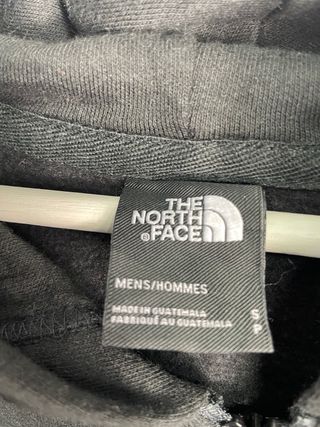 THE
NORTH
®FACE
MENS/HOMMES
MADE IN GUATEMALA
FABRIQUÉ AU GUATEMALA
S
P